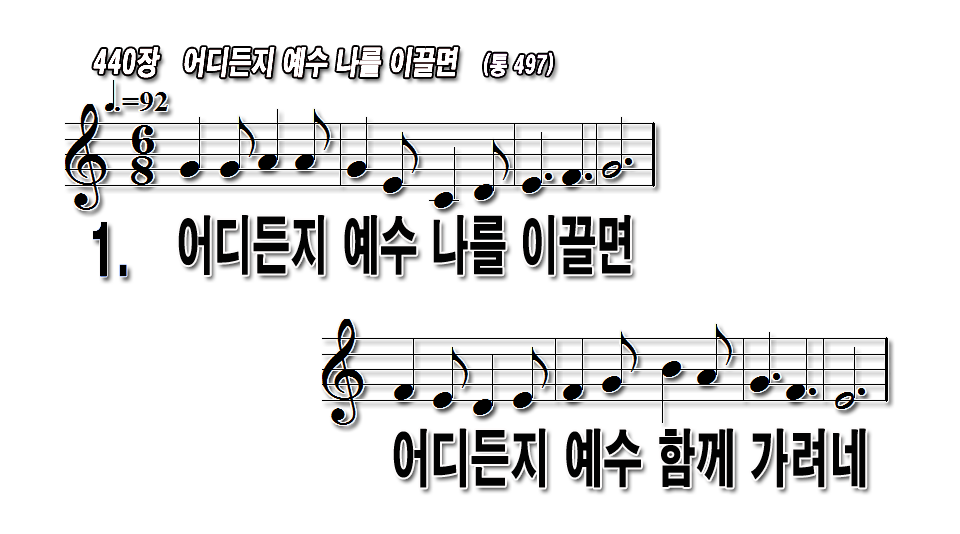 440장 어디든지 예수 나를 이끌면 (통 497)
♩.=92
6
8
1. 어디든지 예수 나를 이끌면
어디든지 예수 함께 가려네